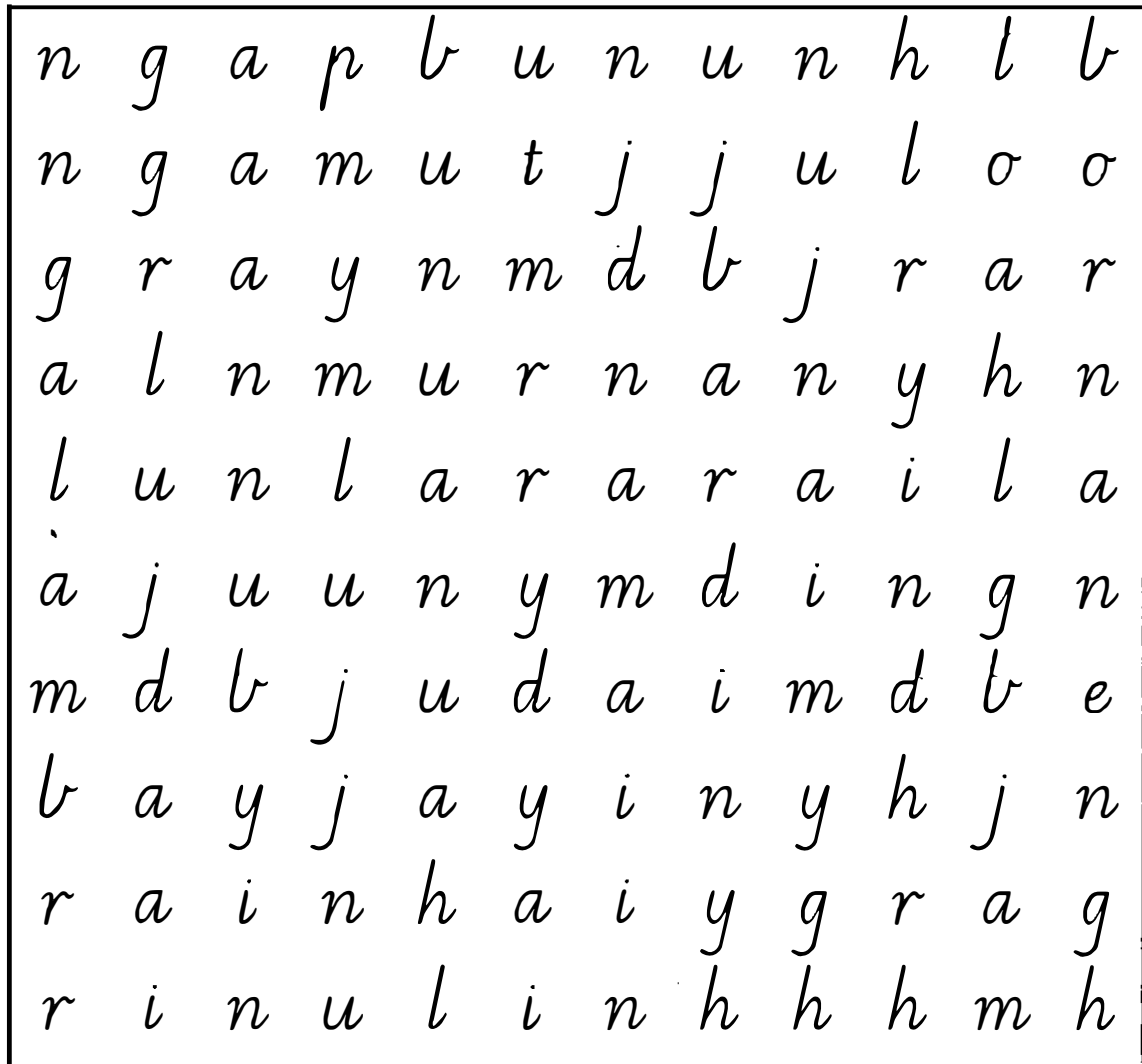 n g a p b u n u n h l b
n g a m u t j j u l o o
g r a y n m d b j r a r
a l n m u r n a n y h n
l u n l a r a r a i l a
a j u u n y m d i n g n
m d b j u d a i m d b e
b a y j a y i n y h j n
r a i n h a i y g r a g
r i n u l i n h h h m h